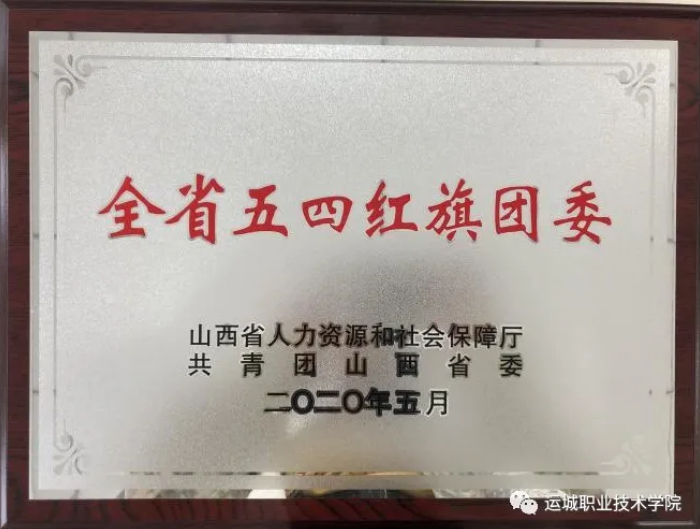 全省五四红旗团委
山西省人力资源和社会保障厅
共青团山西省委
二〇二〇年五月
运城职业技术学院